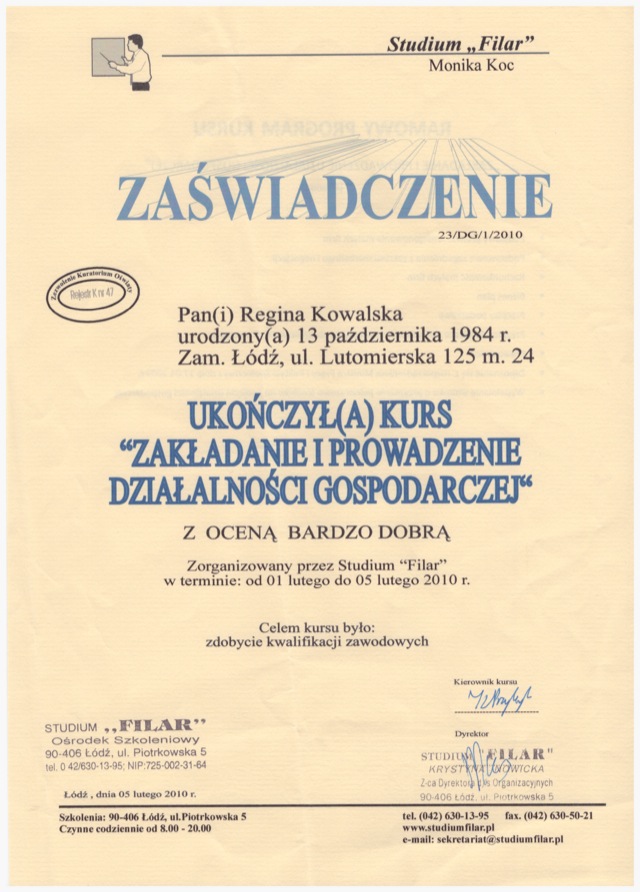 Studium „Filar”
Monika Koc
ZAŚWIADCZENIE
23/DG/1/2010
Zezwolenie Kuratorium Oświaty
Rejestr K nr 47
Pan(i) Regina Kowalska
urodzony(a) 13 października 1984 r.
Zam. Łódź, ul. Lutomierska 125 m. 24
UKOŃCZYŁ(A) KURS
“ZAKŁADANIE I PROWADZENIE
DZIAŁALNOŚCI GOSPODARCZEJ“
Z OCENĄ BARDZO DOBRĄ
Zorganizowany przez Studium “Filar”
w terminie: od 01 lutego do 05 lutego 2010 r.
Celem kursu było:
zdobycie kwalifikacji zawodowych
Kierownik kursu
Dyrektor
STUDIUM „FILAR”
Ośrodek Szkoleniowy
90-406 Łódź, ul. Piotrkowska 5
tel. 0 42/630-13-95; NIP:725-002-31-64
STUDIUM „FILAR"
KRYSTYNA NOWICKA
Z-ca Dyrektora d/s Organizacyjnych
90-406 Łódź, ul. Piotrkowska 5
Łódź , dnia 05 lutego 2010 r.
Szkolenia: 90-406 Łódź, ul.Piotrkowska 5
Czynne codziennie od 8.00 - 20.00
tel. (042) 630-13-95 fax. (042) 630-50-21
www.studiumfilar.pl
e-mail: sekretariat@studiumfilar.pl